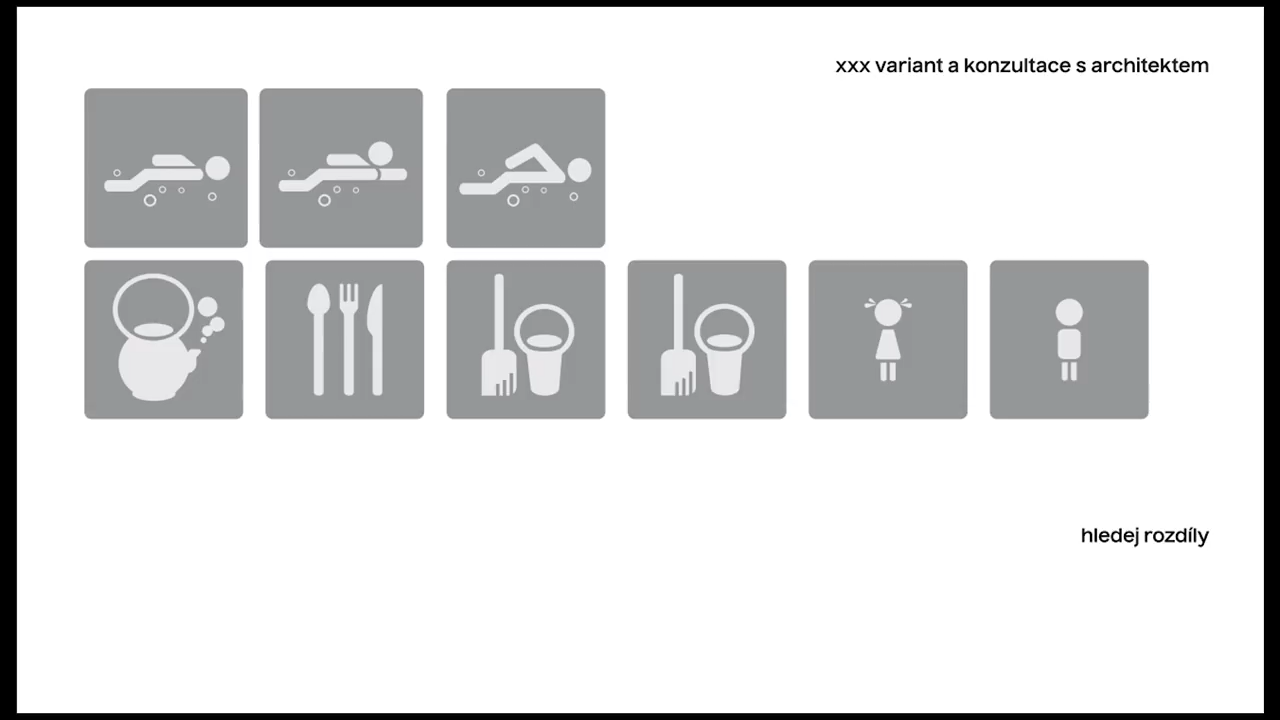 xxx variant a konzultace s architektem
hledej rozdíly